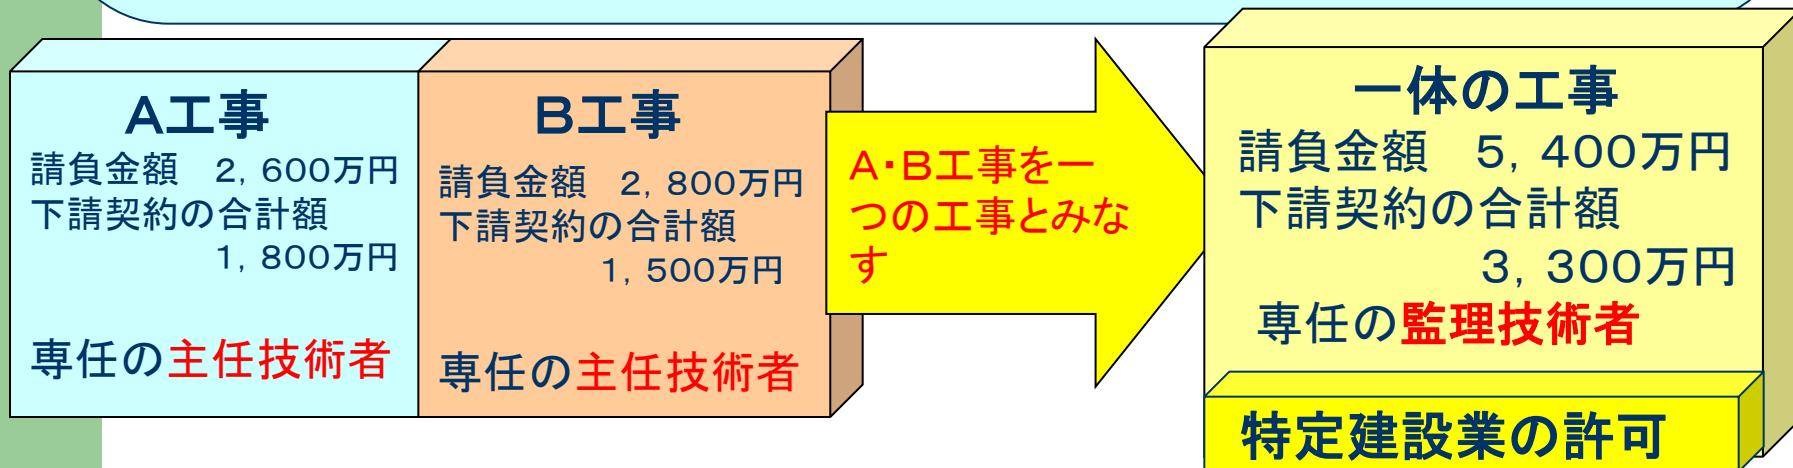 A工事
請負金額　2，600万円
下請契約の合計額
1，800万円
専任の主任技術者
B工事
請負金額　2，800万円
下請契約の合計額
1，500万円
専任の主任技術者
A・B工事を一
つの工事とみな
す
一体の工事
請負金額　5，400万円
下請契約の合計額
3，300万円
専任の監理技術者
特定建設業の許可